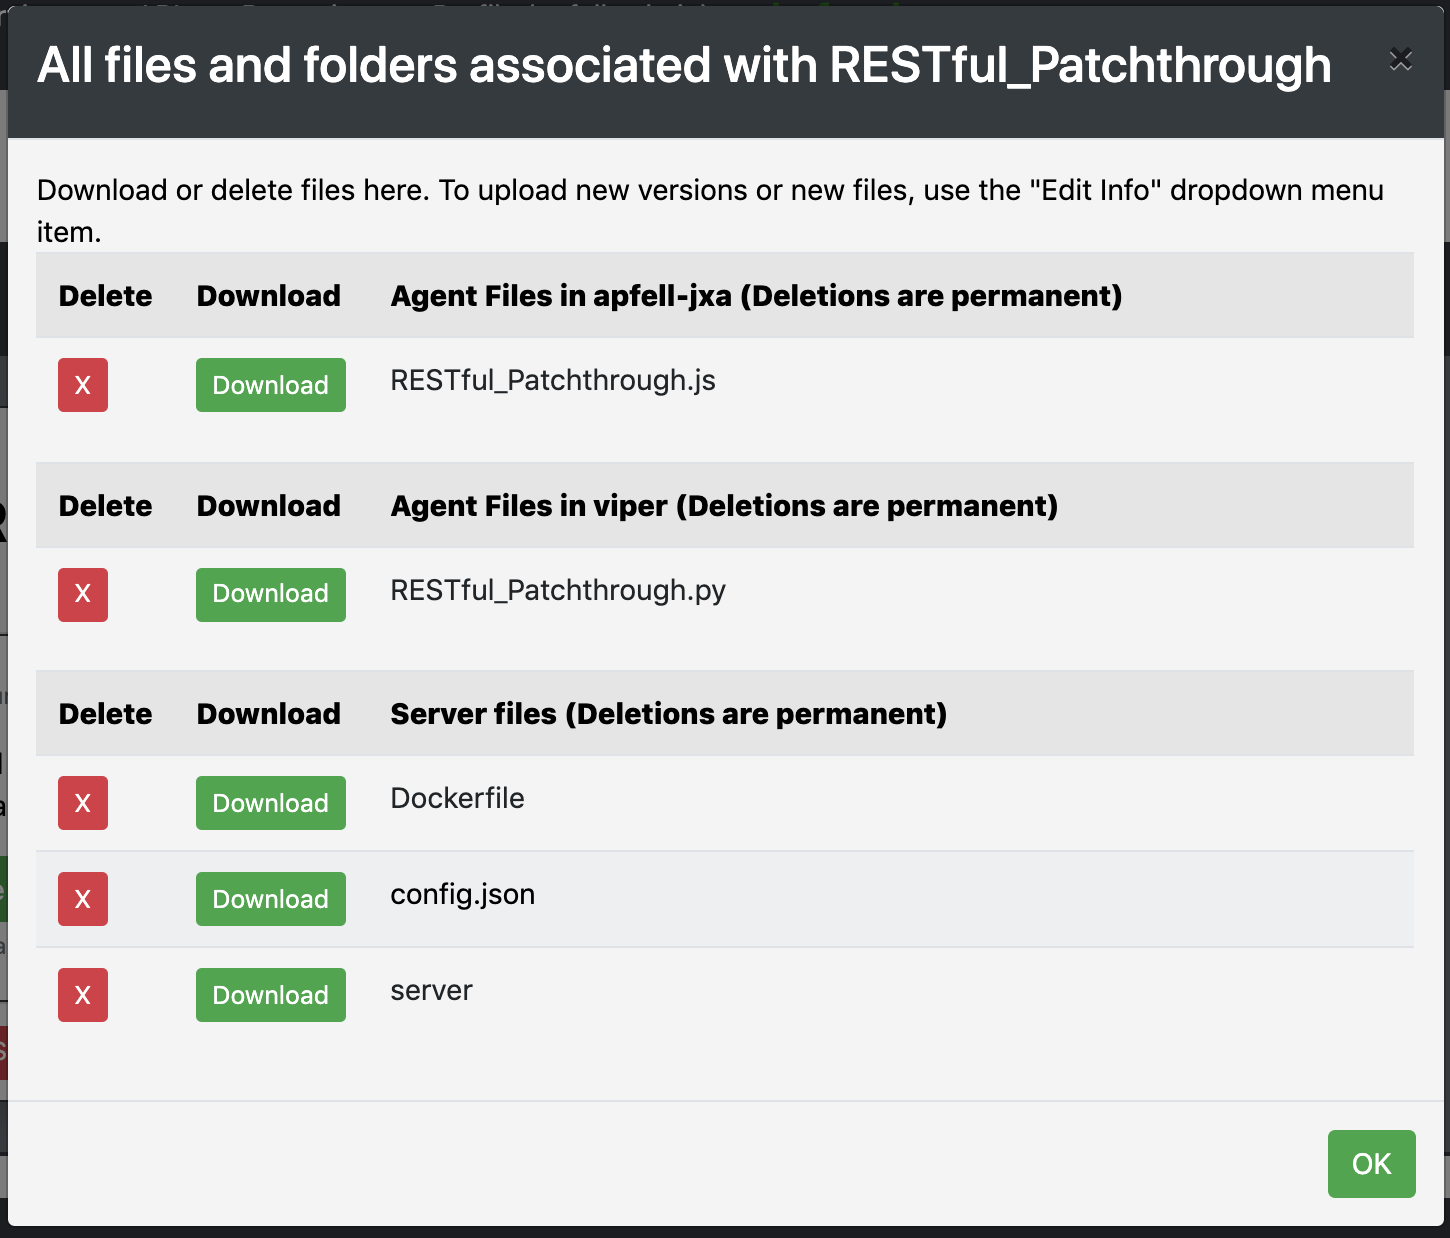 All files and folders associated with RESTful_Patchthrough ×
Download or delete files here. To upload new versions or new files, use the "Edit Info" dropdown menu
item.
Delete Download Agent Files in apfell-jxa (Deletions are permanent)
X Download RESTful_Patchthrough.js
Delete Download Agent Files in viper (Deletions are permanent)
X Download RESTful_Patchthrough.py
Delete Download Server files (Deletions are permanent)
X Download Dockerfile
X Download config.json
X Download server
OK